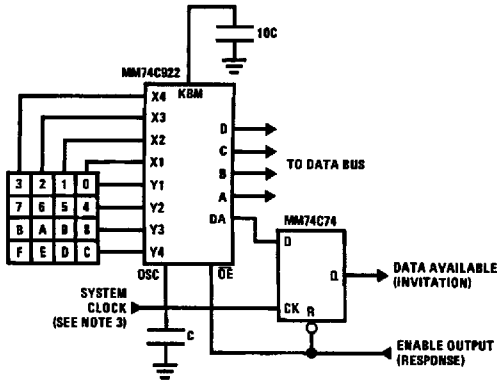 10C
MM74C922
KBM
X4
X3
X2
X1
Y1
Y2
Y3
Y4
D
C
B
A
DA
TO DATA BUS
3 2 1 0
7 6 5 4
B A 9 8
F E D C
OSC
OE
MM74C74
D
Q
CK R
DATA AVAILABLE
(INVITATION)
SYSTEM
CLOCK
(SEE NOTE 3)
C
ENABLE OUTPUT
(RESPONSE)